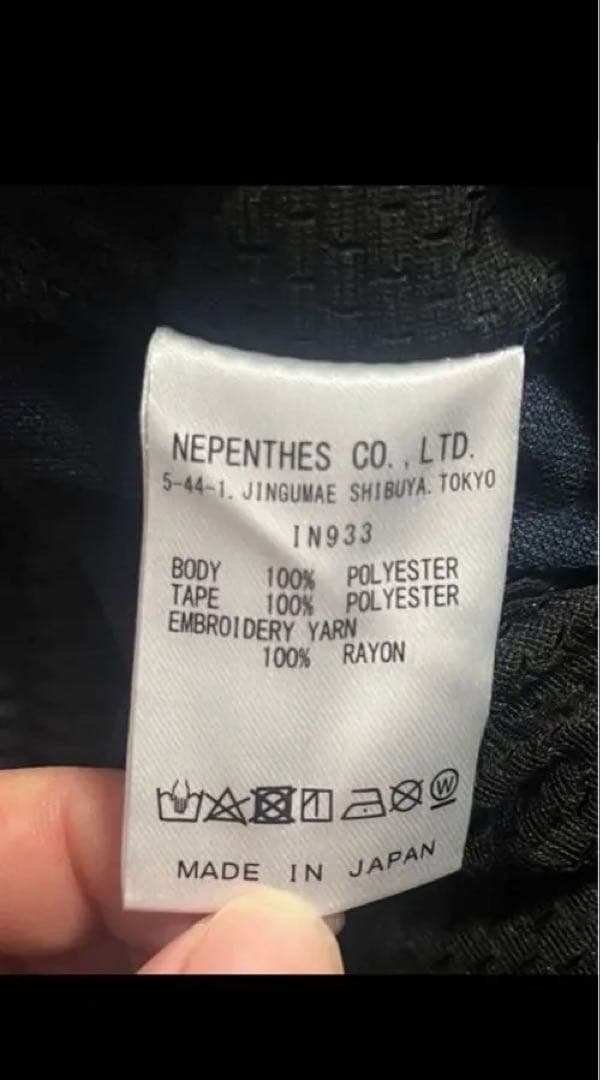 NEPENTHES CO.,LTD.
5-44-1. JINGUMAE SHIBUYA. TOKYO
IN933
BODY 100% POLYESTER
TAPE 100% POLYESTER
EMBROIDERY YARN
100% RAYON
W
MADE IN JAPAN